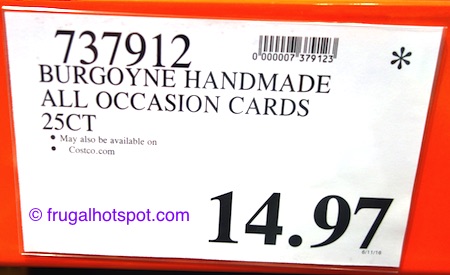 737912
0"000007"379123
*
BURGOYNE HANDMADE
ALL OCCASION CARDS
25CT
• May also be available on
• Costco.com
© frugalhotspot.com
14.97